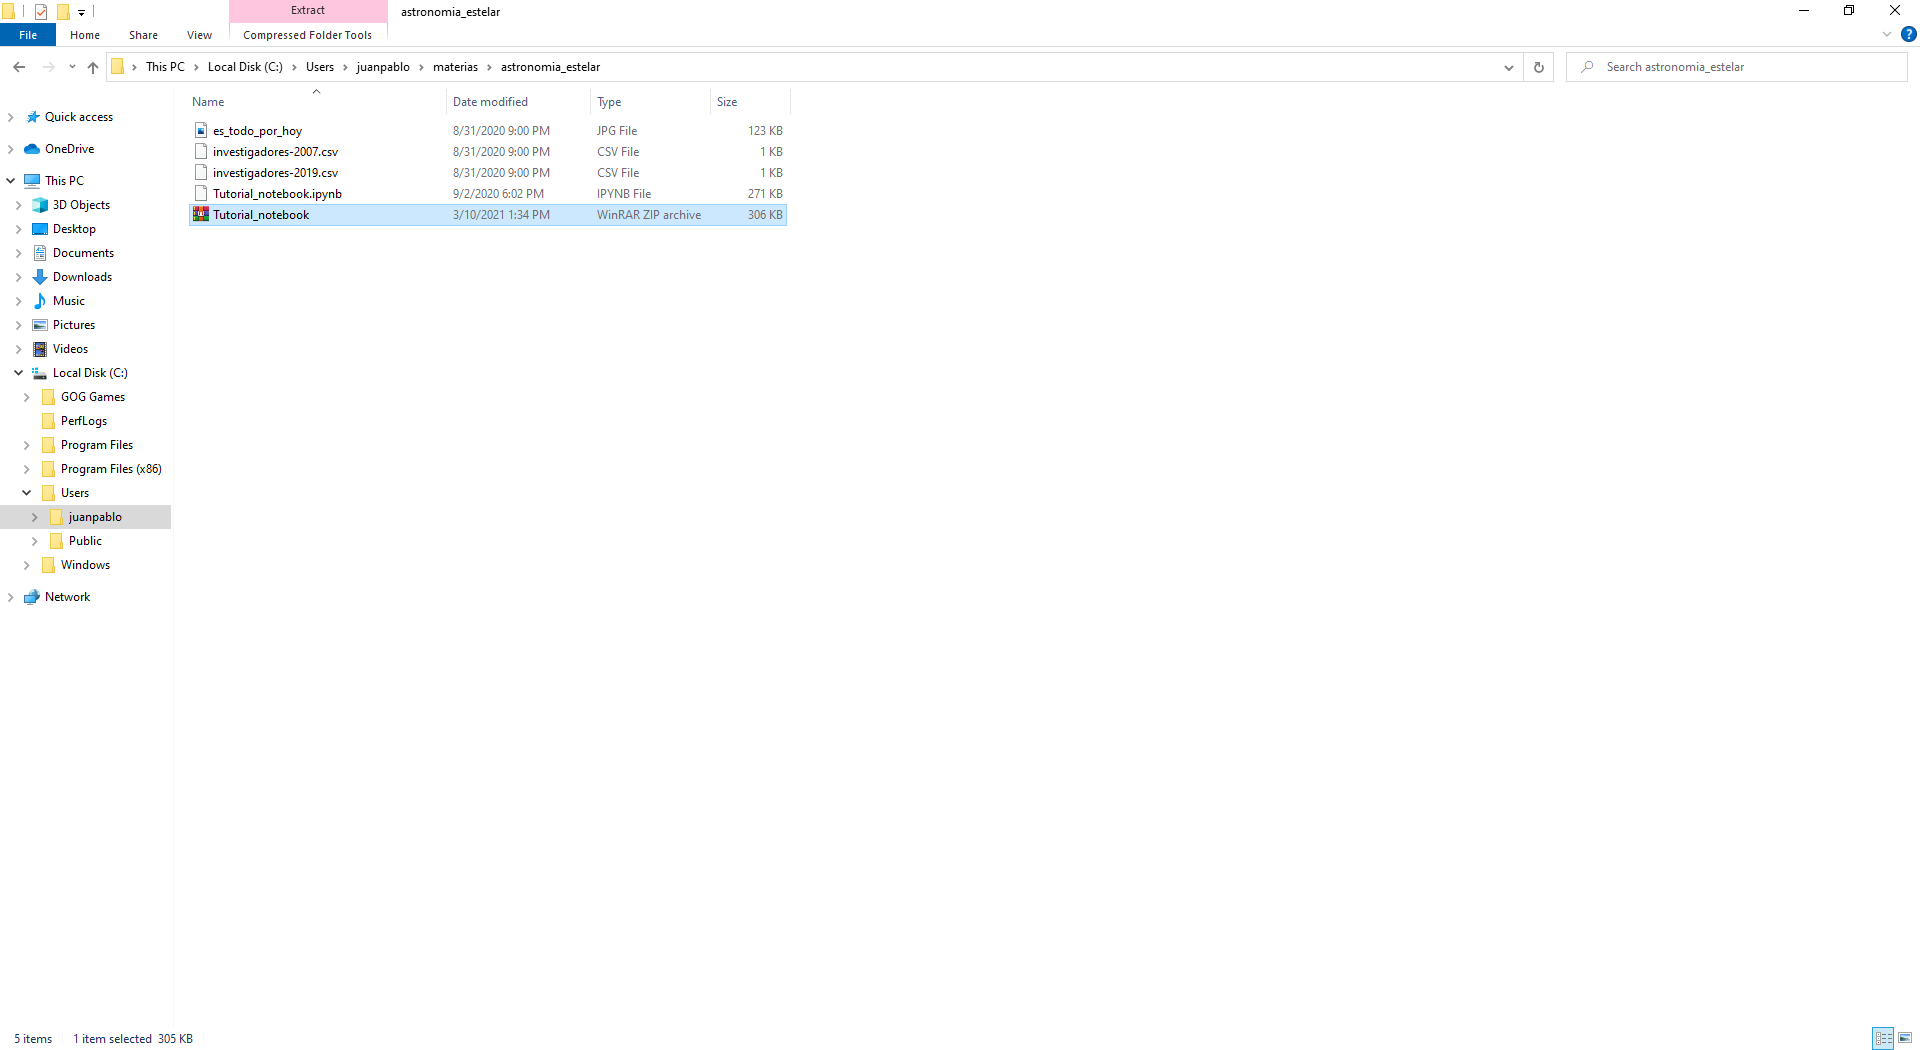 Extract
astronomia_estelar
File
Home
Share
View
Compressed Folder Tools
This PC
Local Disk (C:)
Users
juanpablo
materias
astronomia_estelar
Search astronomia_estelar
Name
Date modified
Type
Size
es_todo_por_hoy 8/31/2020 9:00 PM JPG File 123 KB
investigadores-2007.csv 8/31/2020 9:00 PM CSV File 1 KB
investigadores-2019.csv 8/31/2020 9:00 PM CSV File 1 KB
Tutorial_notebook.ipynb 9/2/2020 6:02 PM IPYNB File 271 KB
Tutorial_notebook 3/10/2021 1:34 PM WinRAR ZIP archive 306 KB
Quick access
OneDrive
This PC
3D Objects
Desktop
Documents
Downloads
Music
Pictures
Videos
Local Disk (C:)
GOG Games
PerfLogs
Program Files
Program Files (x86)
Users
juanpablo
Public
Windows
Network
5 items
1 item selected 305 KB